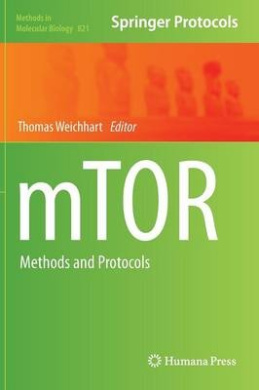 Methods in
Molecular Biology 821
Springer Protocols
Thomas Weichhart Editor
mTOR
Methods and Protocols
Humana Press